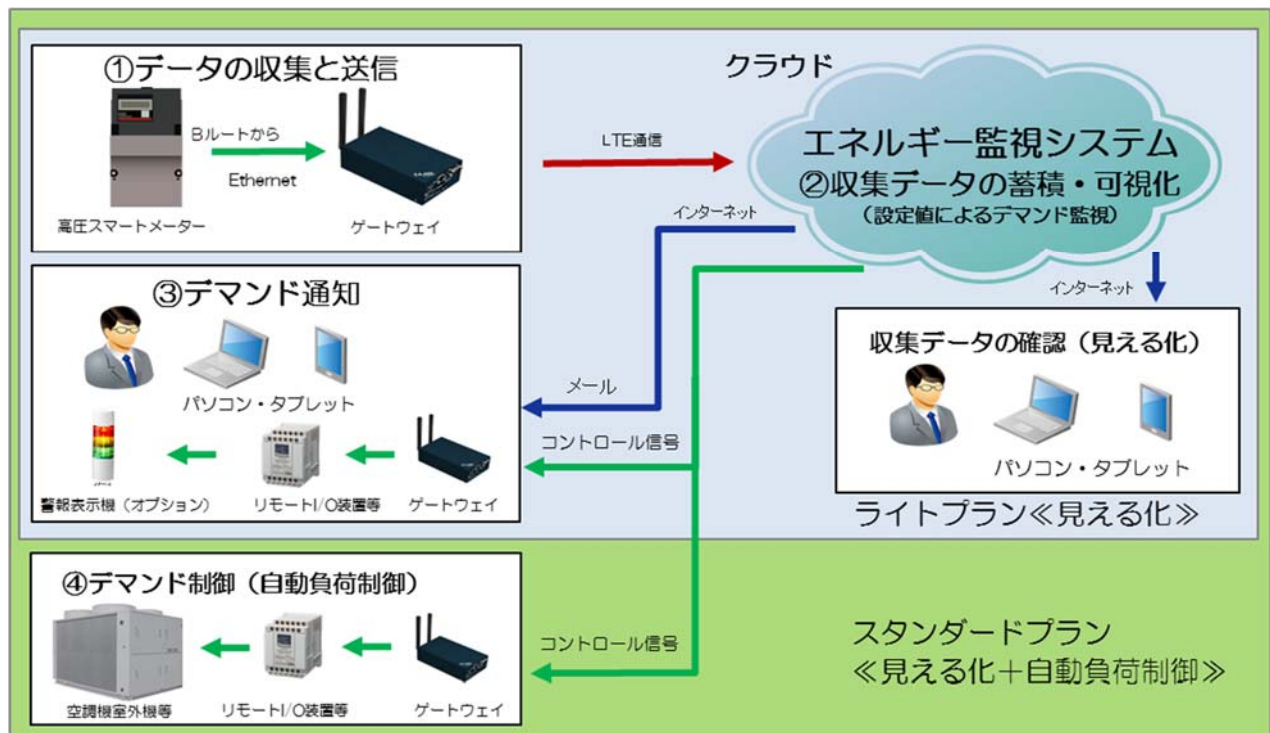 ①データの収集と送信
Bルートから
Ethernet
高圧スマートメーター
ゲートウェイ
LTE通信
クラウド
エネルギー監視システム
②収集データの蓄積・可視化
(設定値によるデマンド監視)
インターネット
インターネット
③デマンド通知
パソコン・タブレット
メール
コントロール信号
警報表示機(オプション)
リモートI/O装置等
ゲートウェイ
収集データの確認(見える化)
パソコン・タブレット
ライトプラン≪見える化≫
④デマンド制御(自動負荷制御)
空調機室外機等
リモートI/O装置等
ゲートウェイ
コントロール信号
スタンダードプラン
≪見える化+自動負荷制御≫